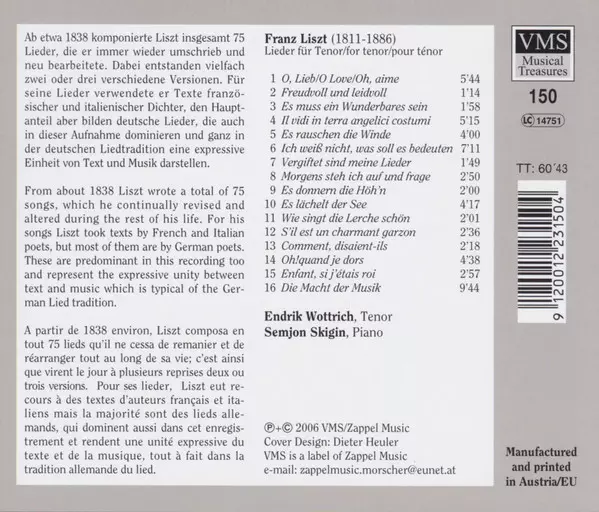 Ab etwa 1838 komponierte Liszt insgesamt 75
Lieder, die er immer wieder umschrieb und
neu bearbeitete. Dabei entstanden vielfach
zwei oder drei verschiedene Versionen. Für
seine Lieder verwendete er Texte franzö-
sischer und italienischer Dichter, den Haupt-
anteil aber bilden deutsche Lieder, die auch
in dieser Aufnahme dominieren und ganz in
der deutschen Liedtradition eine expressive
Einheit von Text und Musik darstellen.
From about 1838 Liszt wrote a total of 75
songs, which he continually revised and
altered during the rest of his life. For his
songs Liszt took texts by French and Italian
poets, but most of them are by German poets.
These are predominant in this recording too
and represent the expressive unity between
text and music which is typical of the Ger-
man Lied tradition.
A partir de 1838 environ, Liszt composa en
tout 75 lieds qu'il ne cessa de remanier et de
réarranger tout au long de sa vie; c'est ainsi
que virent le jour à plusieurs reprises deux ou
trois versions. Pour ses lieder, Liszt eut re-
cours à des textes d'auteurs français et ita-
liens mais la majorité sont des lieds alle-
mands, qui dominent aussi dans cet enregis-
trement et rendent une unité expressive du
texte et de la musique, tout à fait dans la
tradition allemande du lied.
Franz Liszt (1811-1886)
Lieder für Tenor/for tenor/pour ténor
1 O, Lieb/O Love/Oh, aime 5'44
2 Freudvoll und leidvoll 1'14
3 Es muss ein Wunderbares sein 1'58
4 Il vidi in terra angelici costumi 5'15
5 Es rauschen die Winde 4'00
6 Ich weiß nicht, was soll es bedeuten 7'11
7 Vergiftet sind meine Lieder 1'49
8 Morgens steh ich auf und frage 2'50
9 Es donnern die Höh'n 2'00
10 Es lächelt der See 4'17
11 Wie singt die Lerche schön 2'01
12 S'il est un charmant garzon 2'36
13 Comment, disaient-ils 2'18
14 Oh!quand je dors 4'38
15 Enfant, si j'étais roi 2'57
16 Die Macht der Musik 9'44
Endrik Wottrich, Tenor
Semjon Skigin, Piano
℗+© 2006 VMS/Zappel Music
Cover Design: Dieter Heuler
VMS is a label of Zappel Music
e-mail: zappelmusic.morscher@eunet.at
VMS
Musical
Treasures
150
LC 14751
TT: 60'43
9 120012 231504
Manufactured
and printed
in Austria/EU